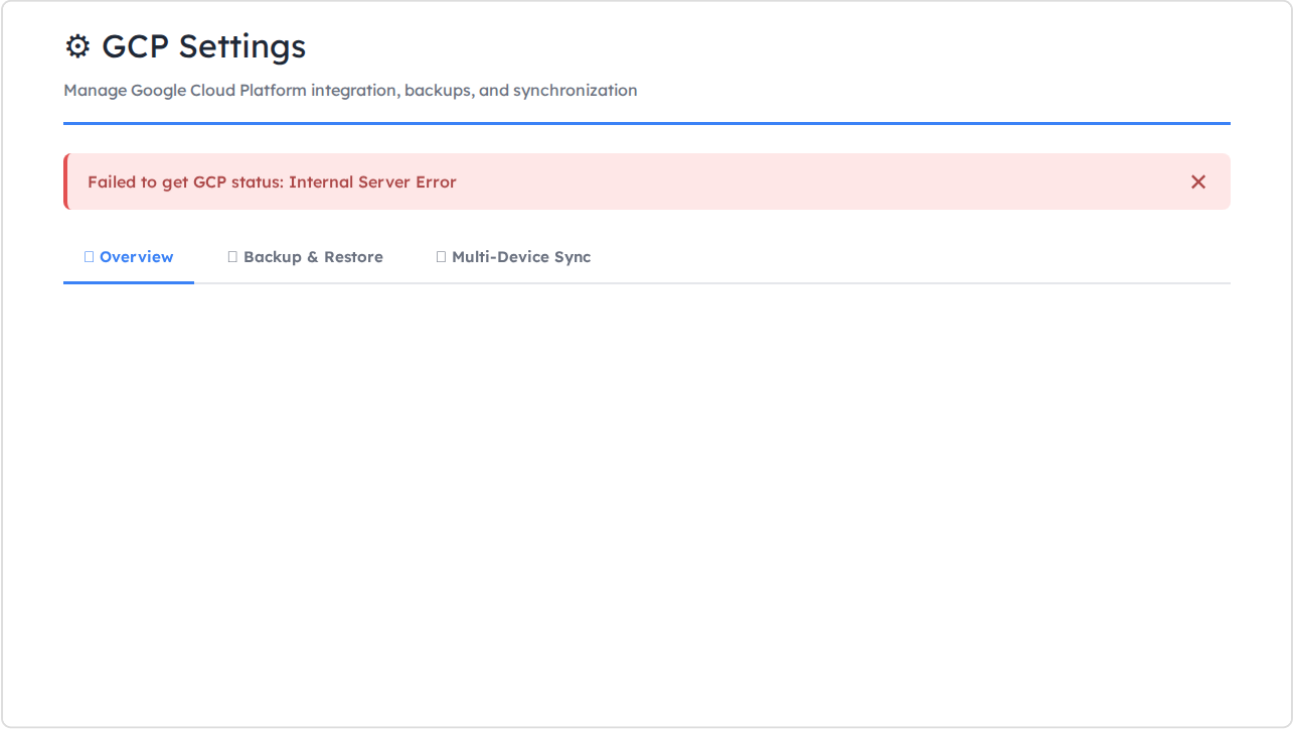 ⚙ GCP Settings
Manage Google Cloud Platform integration, backups, and synchronization
Failed to get GCP status: Internal Server Error ✕
Overview Backup & Restore Multi-Device Sync